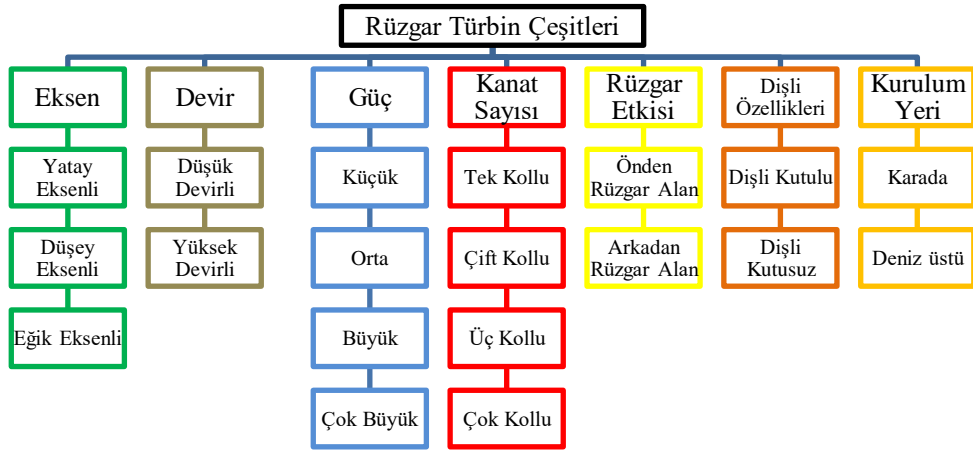 Rüzgar Türbin Çeşitleri
Eksen
Yatay
Eksenli
Düşey
Eksenli
Eğik Eksenli
Devir
Düşük
Devirli
Yüksek
Devirli
Güç
Küçük
Orta
Büyük
Çok Büyük
Kanat
Sayısı
Tek Kollu
Çift Kollu
Üç Kollu
Çok Kollu
Rüzgar
Etkisi
Önden
Rüzgar Alan
Arkadan
Rüzgar Alan
Dişli
Özellikleri
Dişli Kutulu
Dişli
Kutusuz
Kurulum
Yeri
Karada
Deniz üstü